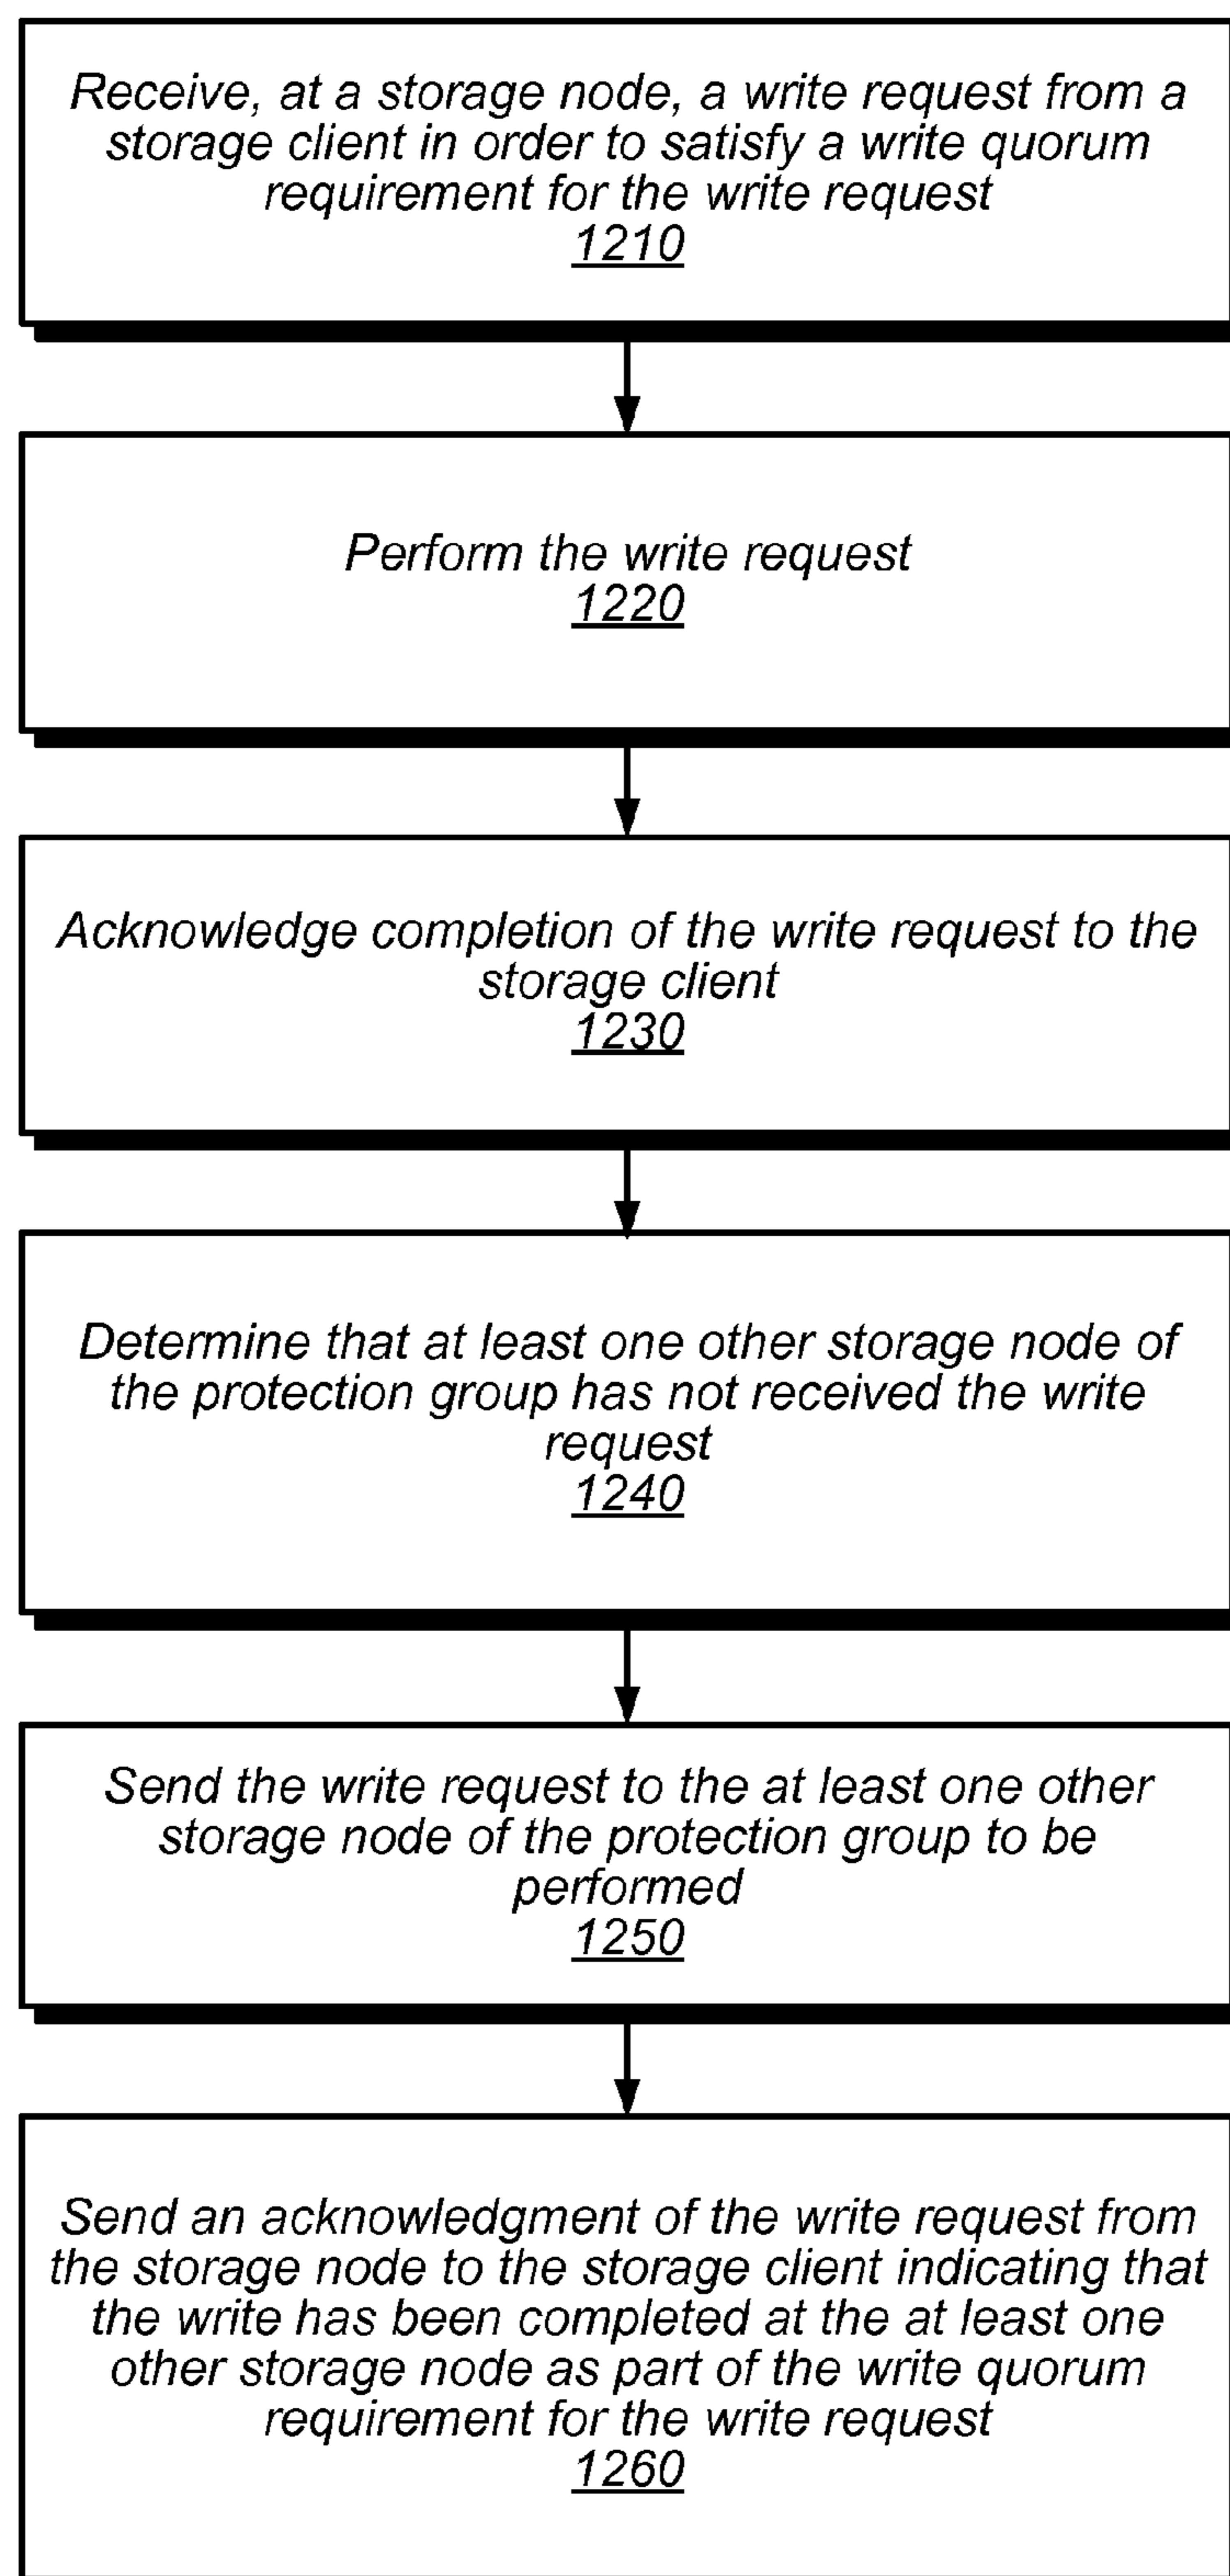 Receive, at a storage node, a write request from a
storage client in order to satisfy a write quorum
requirement for the write request
1210
Perform the write request
1220
Acknowledge completion of the write request to the
storage client
1230
Determine that at least one other storage node of
the protection group has not received the write
request
1240
Send the write request to the at least one other
storage node of the protection group to be
performed
1250
Send an acknowledgment of the write request from
the storage node to the storage client indicating that
the write has been completed at the at least one
other storage node as part of the write quorum
requirement for the write request
1260